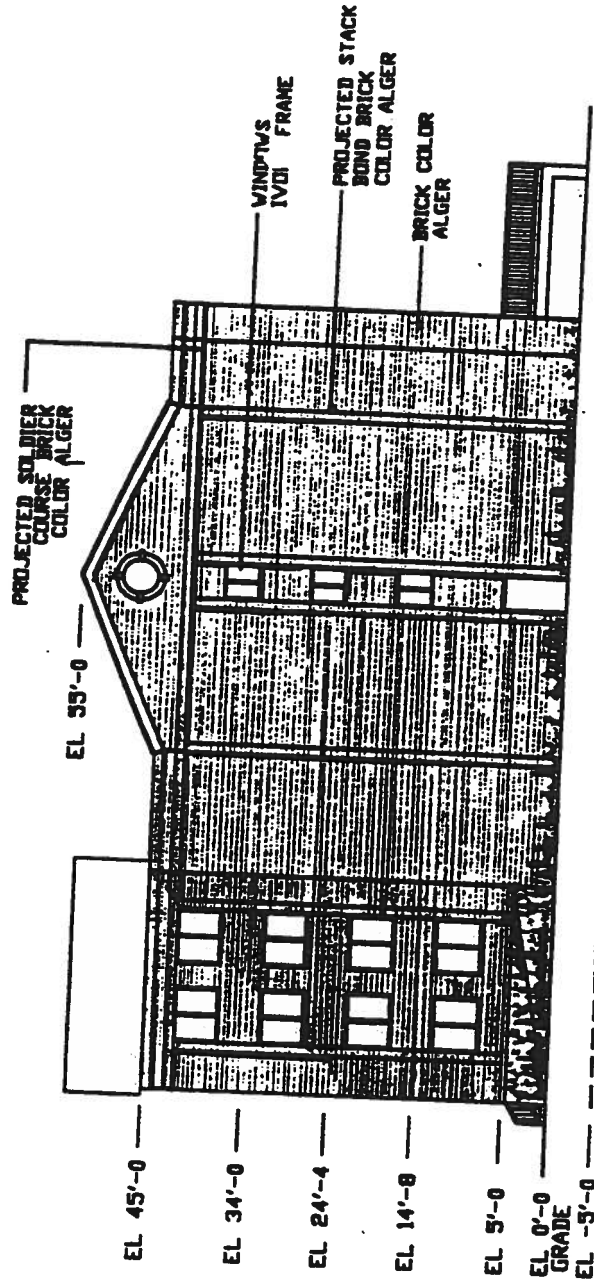 PROJECTED SOLDIER
COURSE BRICK
COLOR ALGER
EL 55'-0
WINDOWS
FRAME
PROJECTED STACK
BOND BRICK
COLOR ALGER
BRICK COLOR
ALGER
EL 45'-0
EL 34'-0
EL 24'-4
EL 14'-8
EL 5'-0
EL 0'-0
GRADE
EL -5'-0